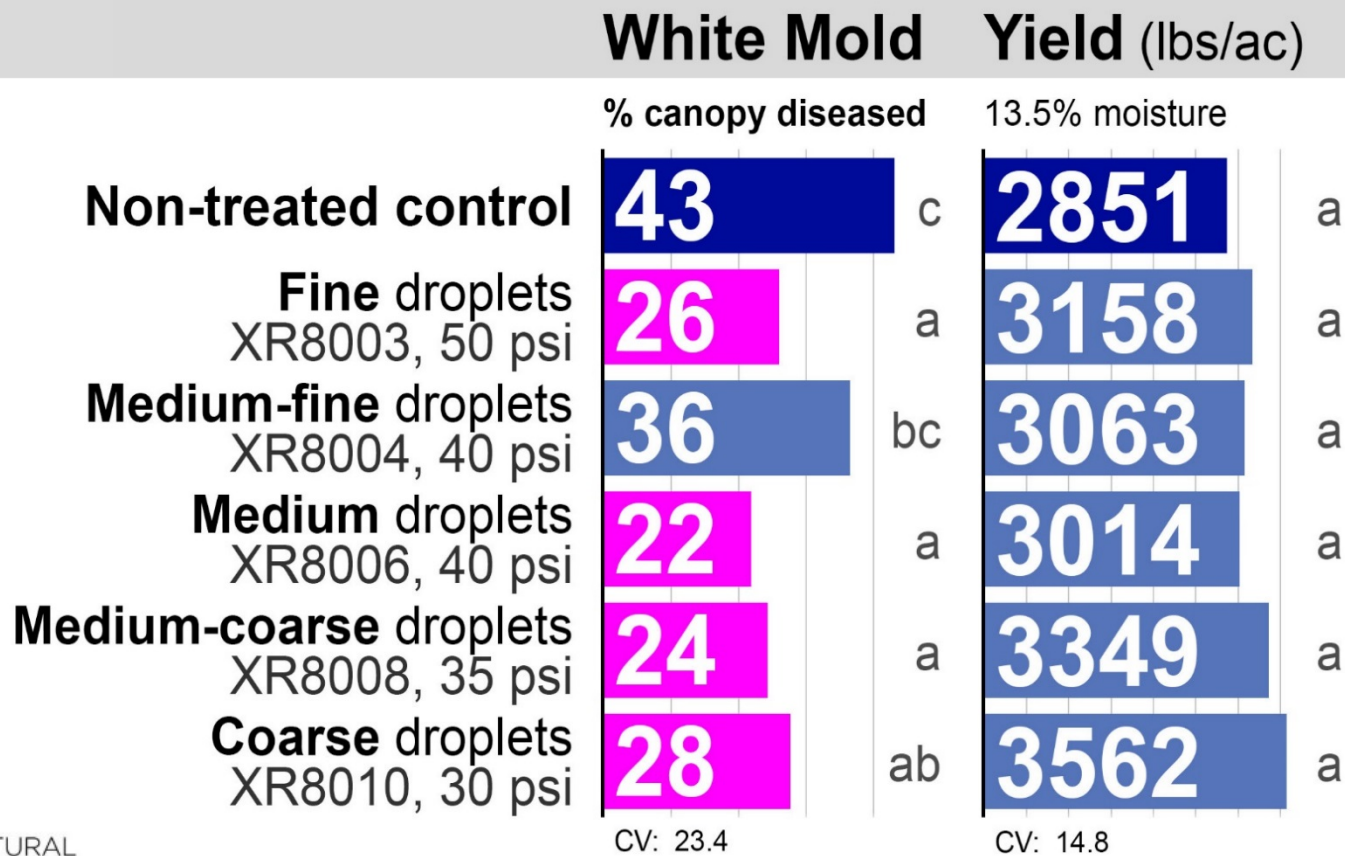 White Mold Yield (lbs/ac)
% canopy diseased 13.5% moisture
Non-treated control 43 c 2851 a
Fine droplets
XR8003, 50 psi 26 a 3158 a
Medium-fine droplets
XR8004, 40 psi 36 bc 3063 a
Medium droplets
XR8006, 40 psi 22 a 3014 a
Medium-coarse droplets
XR8008, 35 psi 24 a 3349 a
Coarse droplets
XR8010, 30 psi 28 ab 3562 a
TURAL CV: 23.4 CV: 14.8